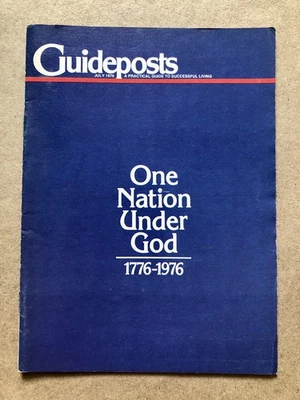 Guideposts
JULY 1976 A PRACTICAL GUIDE TO SUCCESSFUL LIVING
One
Nation
Under
God
1776-1976